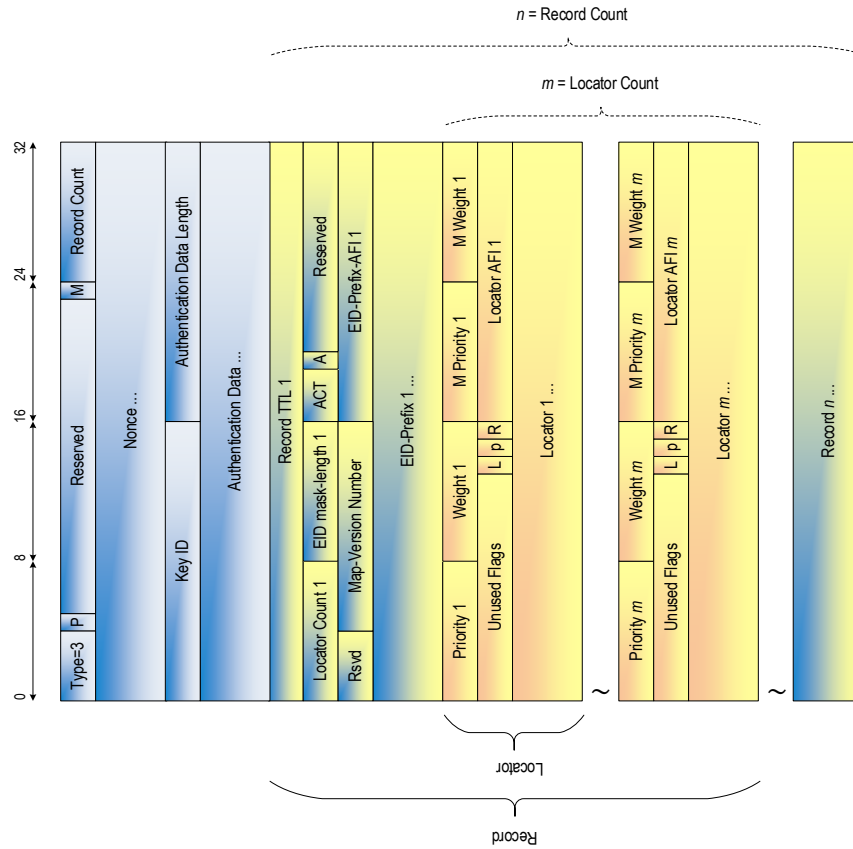 n = Record Count
m = Locator Count
0 8 16 24 32
Type=3 P Reserved M Record Count
Nonce ...
Key ID Authentication Data Length
Authentication Data ...
Record TTL 1
Locator Count 1 EID mask-length 1 ACT A Reserved
Rsvd Map-Version Number EID-Prefix-AFI 1
EID-Prefix 1 ...
Priority 1 Weight 1 M Priority 1 M Weight 1
Unused Flags L p R Locator AFI 1
Locator 1 ...
~
Priority m Weight m M Priority m M Weight m
Unused Flags L p R Locator AFI m
Locator m ...
~
Record n ...
Locator
Record